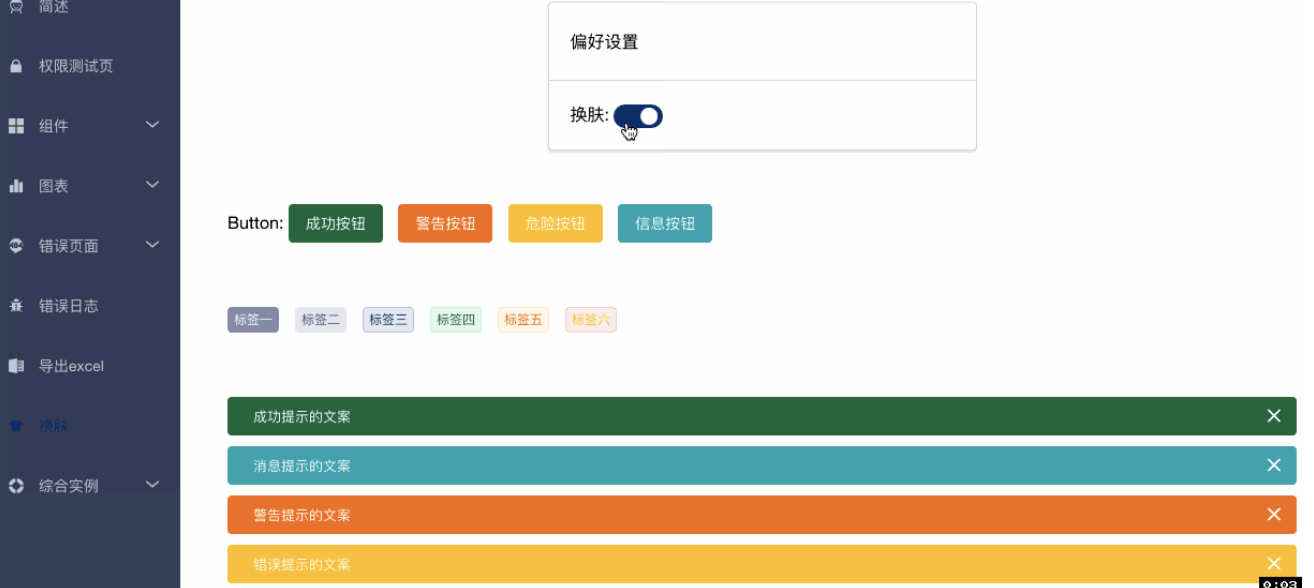 简述
权限测试页
组件
图表
错误页面
错误日志
导出excel
换肤
综合实例
偏好设置
换肤:
Button: 成功按钮 警告按钮 危险按钮 信息按钮
标签一 标签二 标签三 标签四 标签五 标签六
成功提示的文案
消息提示的文案
警告提示的文案
错误提示的文案
0:03